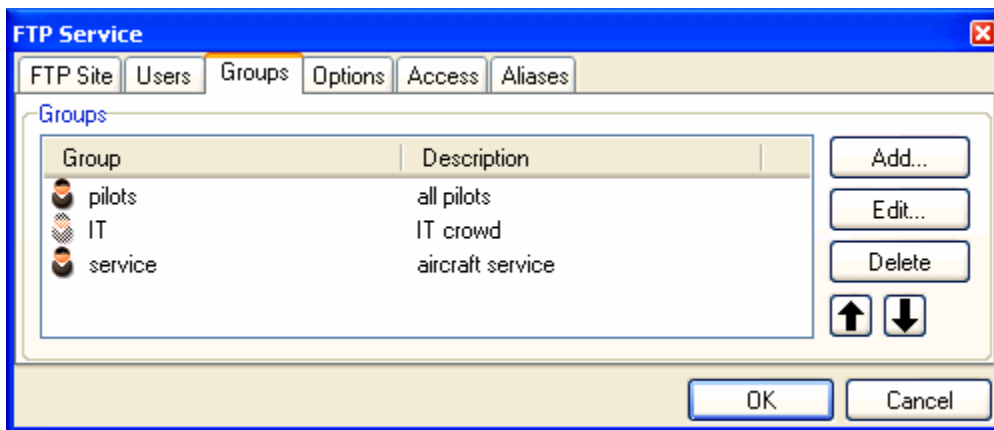 FTP Service
FTP Site Users Groups Options Access Aliases
Groups
Group Description
pilots all pilots
IT IT crowd
service aircraft service
Add...
Edit...
Delete
OK Cancel